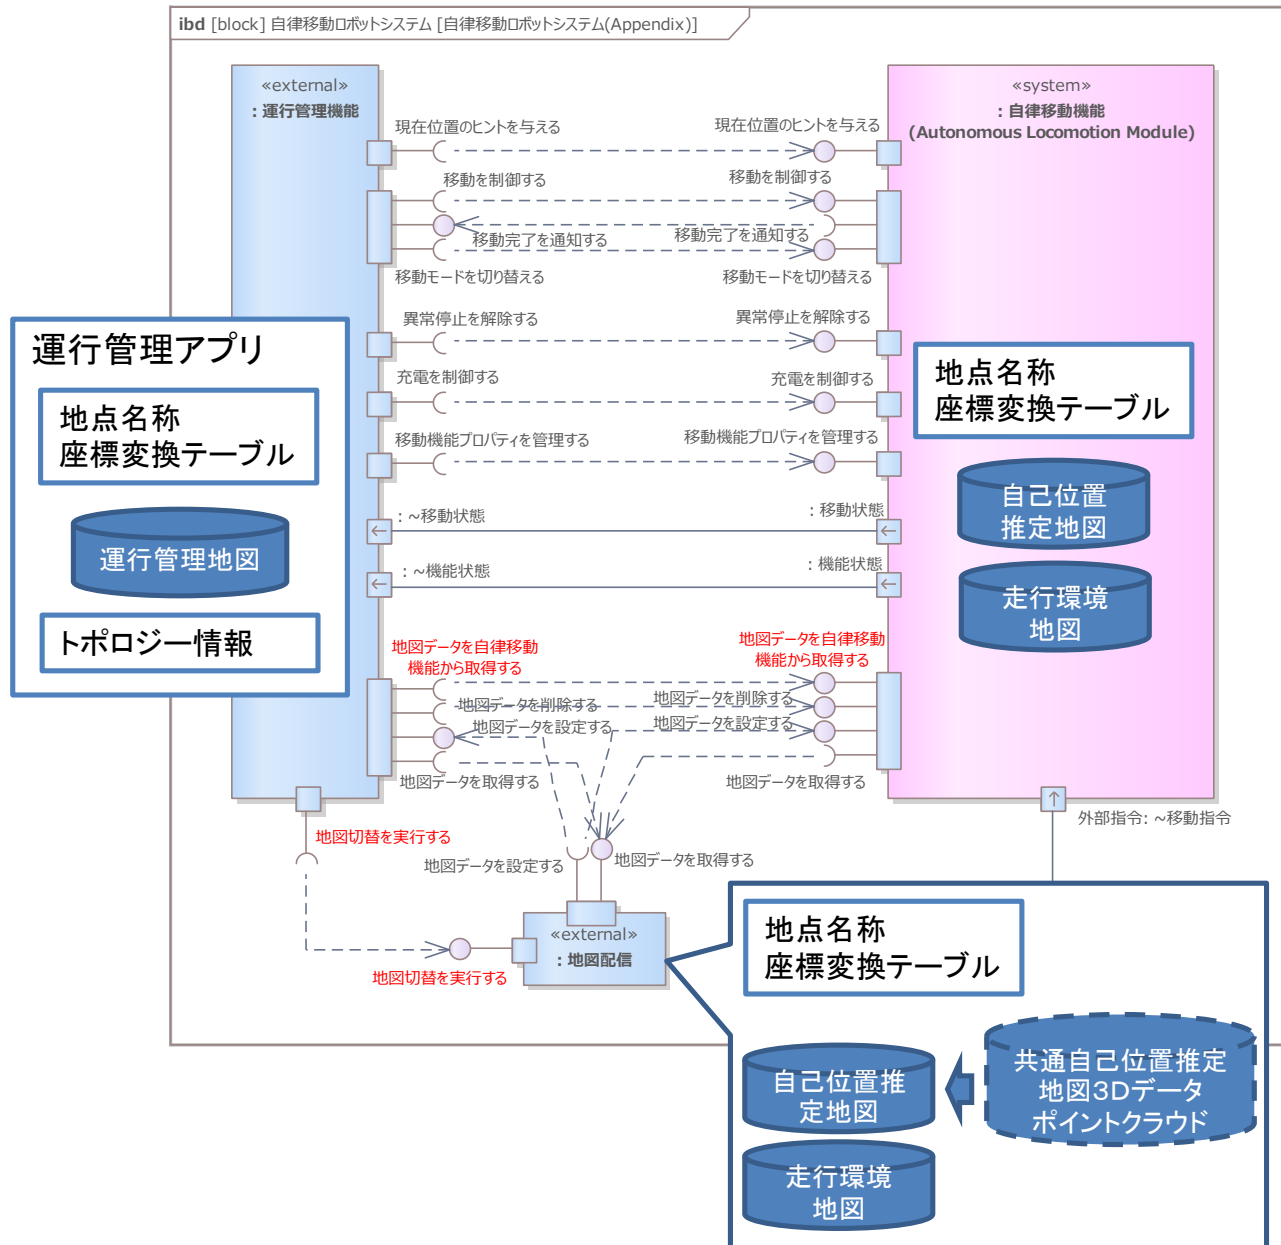 ibd [block] 自律移動ロボットシステム [自律移動ロボットシステム(Appendix)]
«external»
: 運行管理機能
«system»
: 自律移動機能
(Autonomous Locomotion Module)
現在位置のヒントを与える
現在位置のヒントを与える
移動を制御する
移動を制御する
移動完了を通知する
移動完了を通知する
移動モードを切り替える
移動モードを切り替える
異常停止を解除する
異常停止を解除する
充電を制御する
充電を制御する
移動機能プロパティを管理する
移動機能プロパティを管理する
: ~移動状態
: 移動状態
: ~機能状態
: 機能状態
運行管理アプリ
地点名称
座標変換テーブル
運行管理地図
トポロジー情報
地点名称
座標変換テーブル
自己位置
推定地図
走行環境
地図
地図データを自律移動
機能から取得する
地図データを自律移動
機能から取得する
地図データを削除する
地図データを削除する
地図データを設定する
地図データを設定する
地図データを取得する
地図データを取得する
地図切替を実行する
地図データを設定する
地図データを取得する
外部指令: ~移動指令
«external»
: 地図配信
地図切替を実行する
地点名称
座標変換テーブル
自己位置推
定地図
共通自己位置推定
地図3Dデータ
ポイントクラウド
走行環境
地図